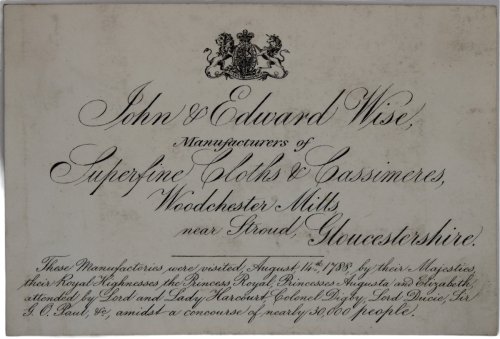 John & Edward Wise,
Manufacturers of
Superfine Cloths & Cassimeres,
Woodchester Mills
near Stroud, Gloucestershire.
These Manufactories, were visited, August 14th, 1788, by their Majesties,
their Royal Highnesses the Princess Royal, Princesses Augusta and Elizabeth,
attended by Lord and Lady Harcourt, Colonel Digby, Lord Ducie, Sir
G. O. Paul, &c, amidst a concourse of nearly 30,000 people.